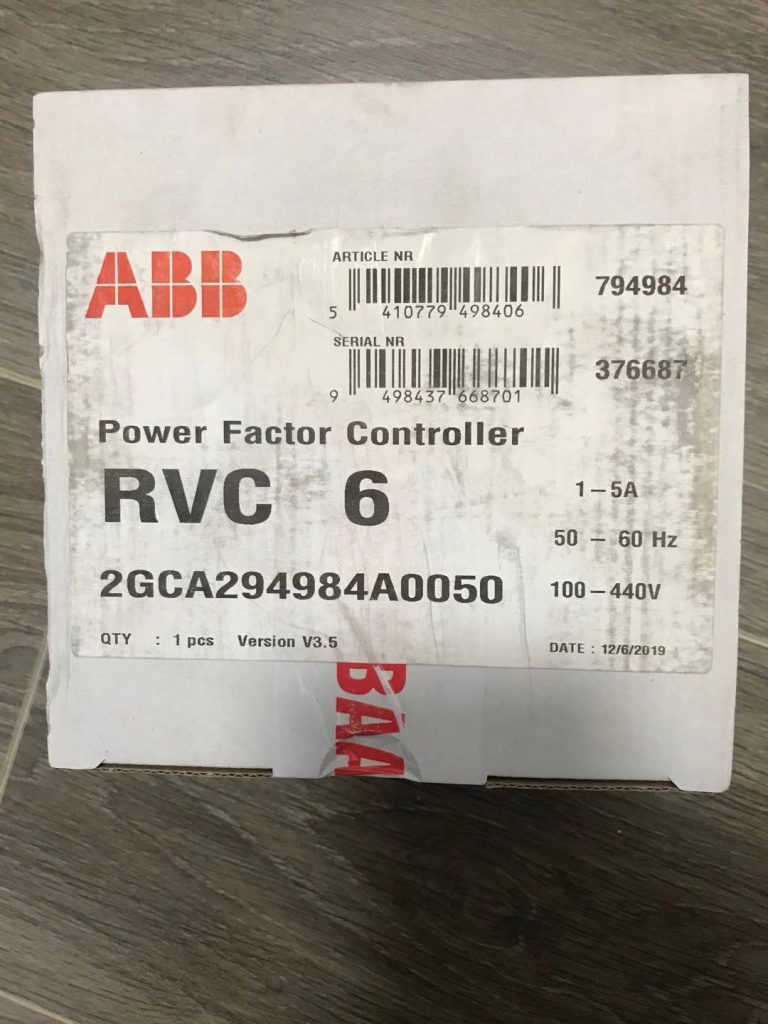 ABB
ARTICLE NR
5 410779 498406
794984
SERIAL NR
9 498437 668701
376687
Power Factor Controller
RVC 6
1-5A
50 - 60 Hz
2GCA294984A0050
100-440V
QTY : 1 pcs Version V3.5
DATE : 12/6/2019
BAA